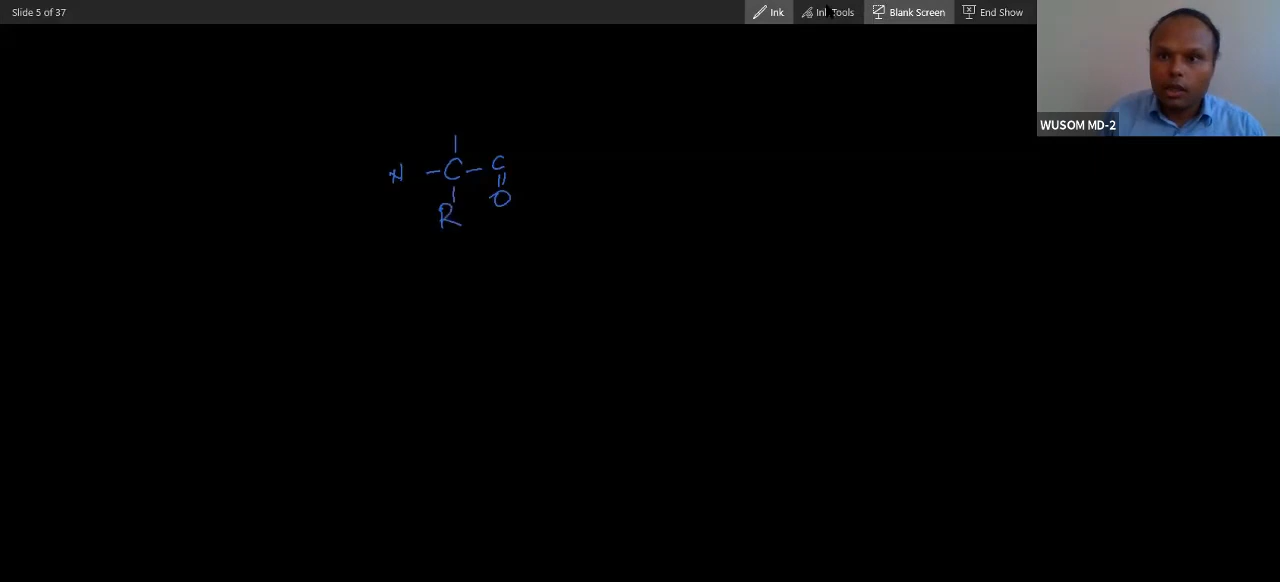 Slide 5 of 37
Ink
Ink Tools
Blank Screen
End Show
WUSOM MD-2
N - C - C
R
O